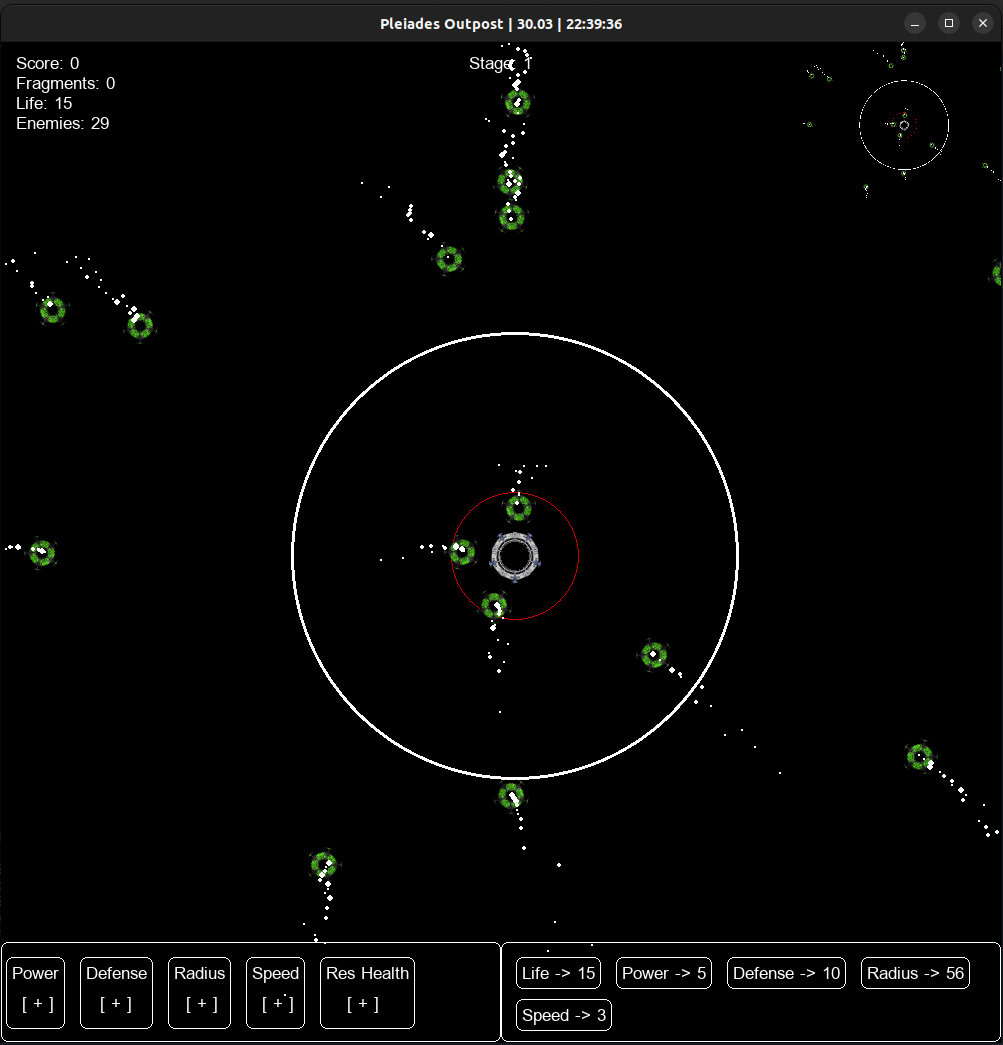 Pleiades Outpost | 30.03 | 22:39:36
Score: 0
Fragments: 0
Life: 15
Enemies: 29
Stage: 1
Power
[ + ]
Defense
[ + ]
Radius
[ + ]
Speed
[ + ]
Res Health
[ + ]
Life -> 15
Power -> 5
Defense -> 10
Radius -> 56
Speed -> 3